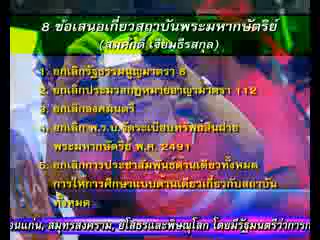 8 ข้อเสนอเกี่ยวสถาบันพระมหากษัตริย์
(สมศักดิ์ เจียมธีรสกุล)
1. ยกเลิกรัฐธรรมนูญมาตรา 8
2. ยกเลิกประมวลกฎหมายอาญามาตรา 112
3. ยกเลิกองคมนตรี
4. ยกเลิก พ.ร.บ.จัดระเบียบทรัพย์สินฝ่าย
พระมหากษัตริย์ พ.ศ. 2491
5. ยกเลิกการประชาสัมพันธ์ด้านเดียวทั้งหมด
การให้การศึกษาแบบด้านเดียวเกี่ยวกับสถาบัน
ทั้งหมด
อนแก่น, สมุทรสงคราม, ยโสธรและพิษณุโลก โดยมีรัฐมนตรีว่าการก